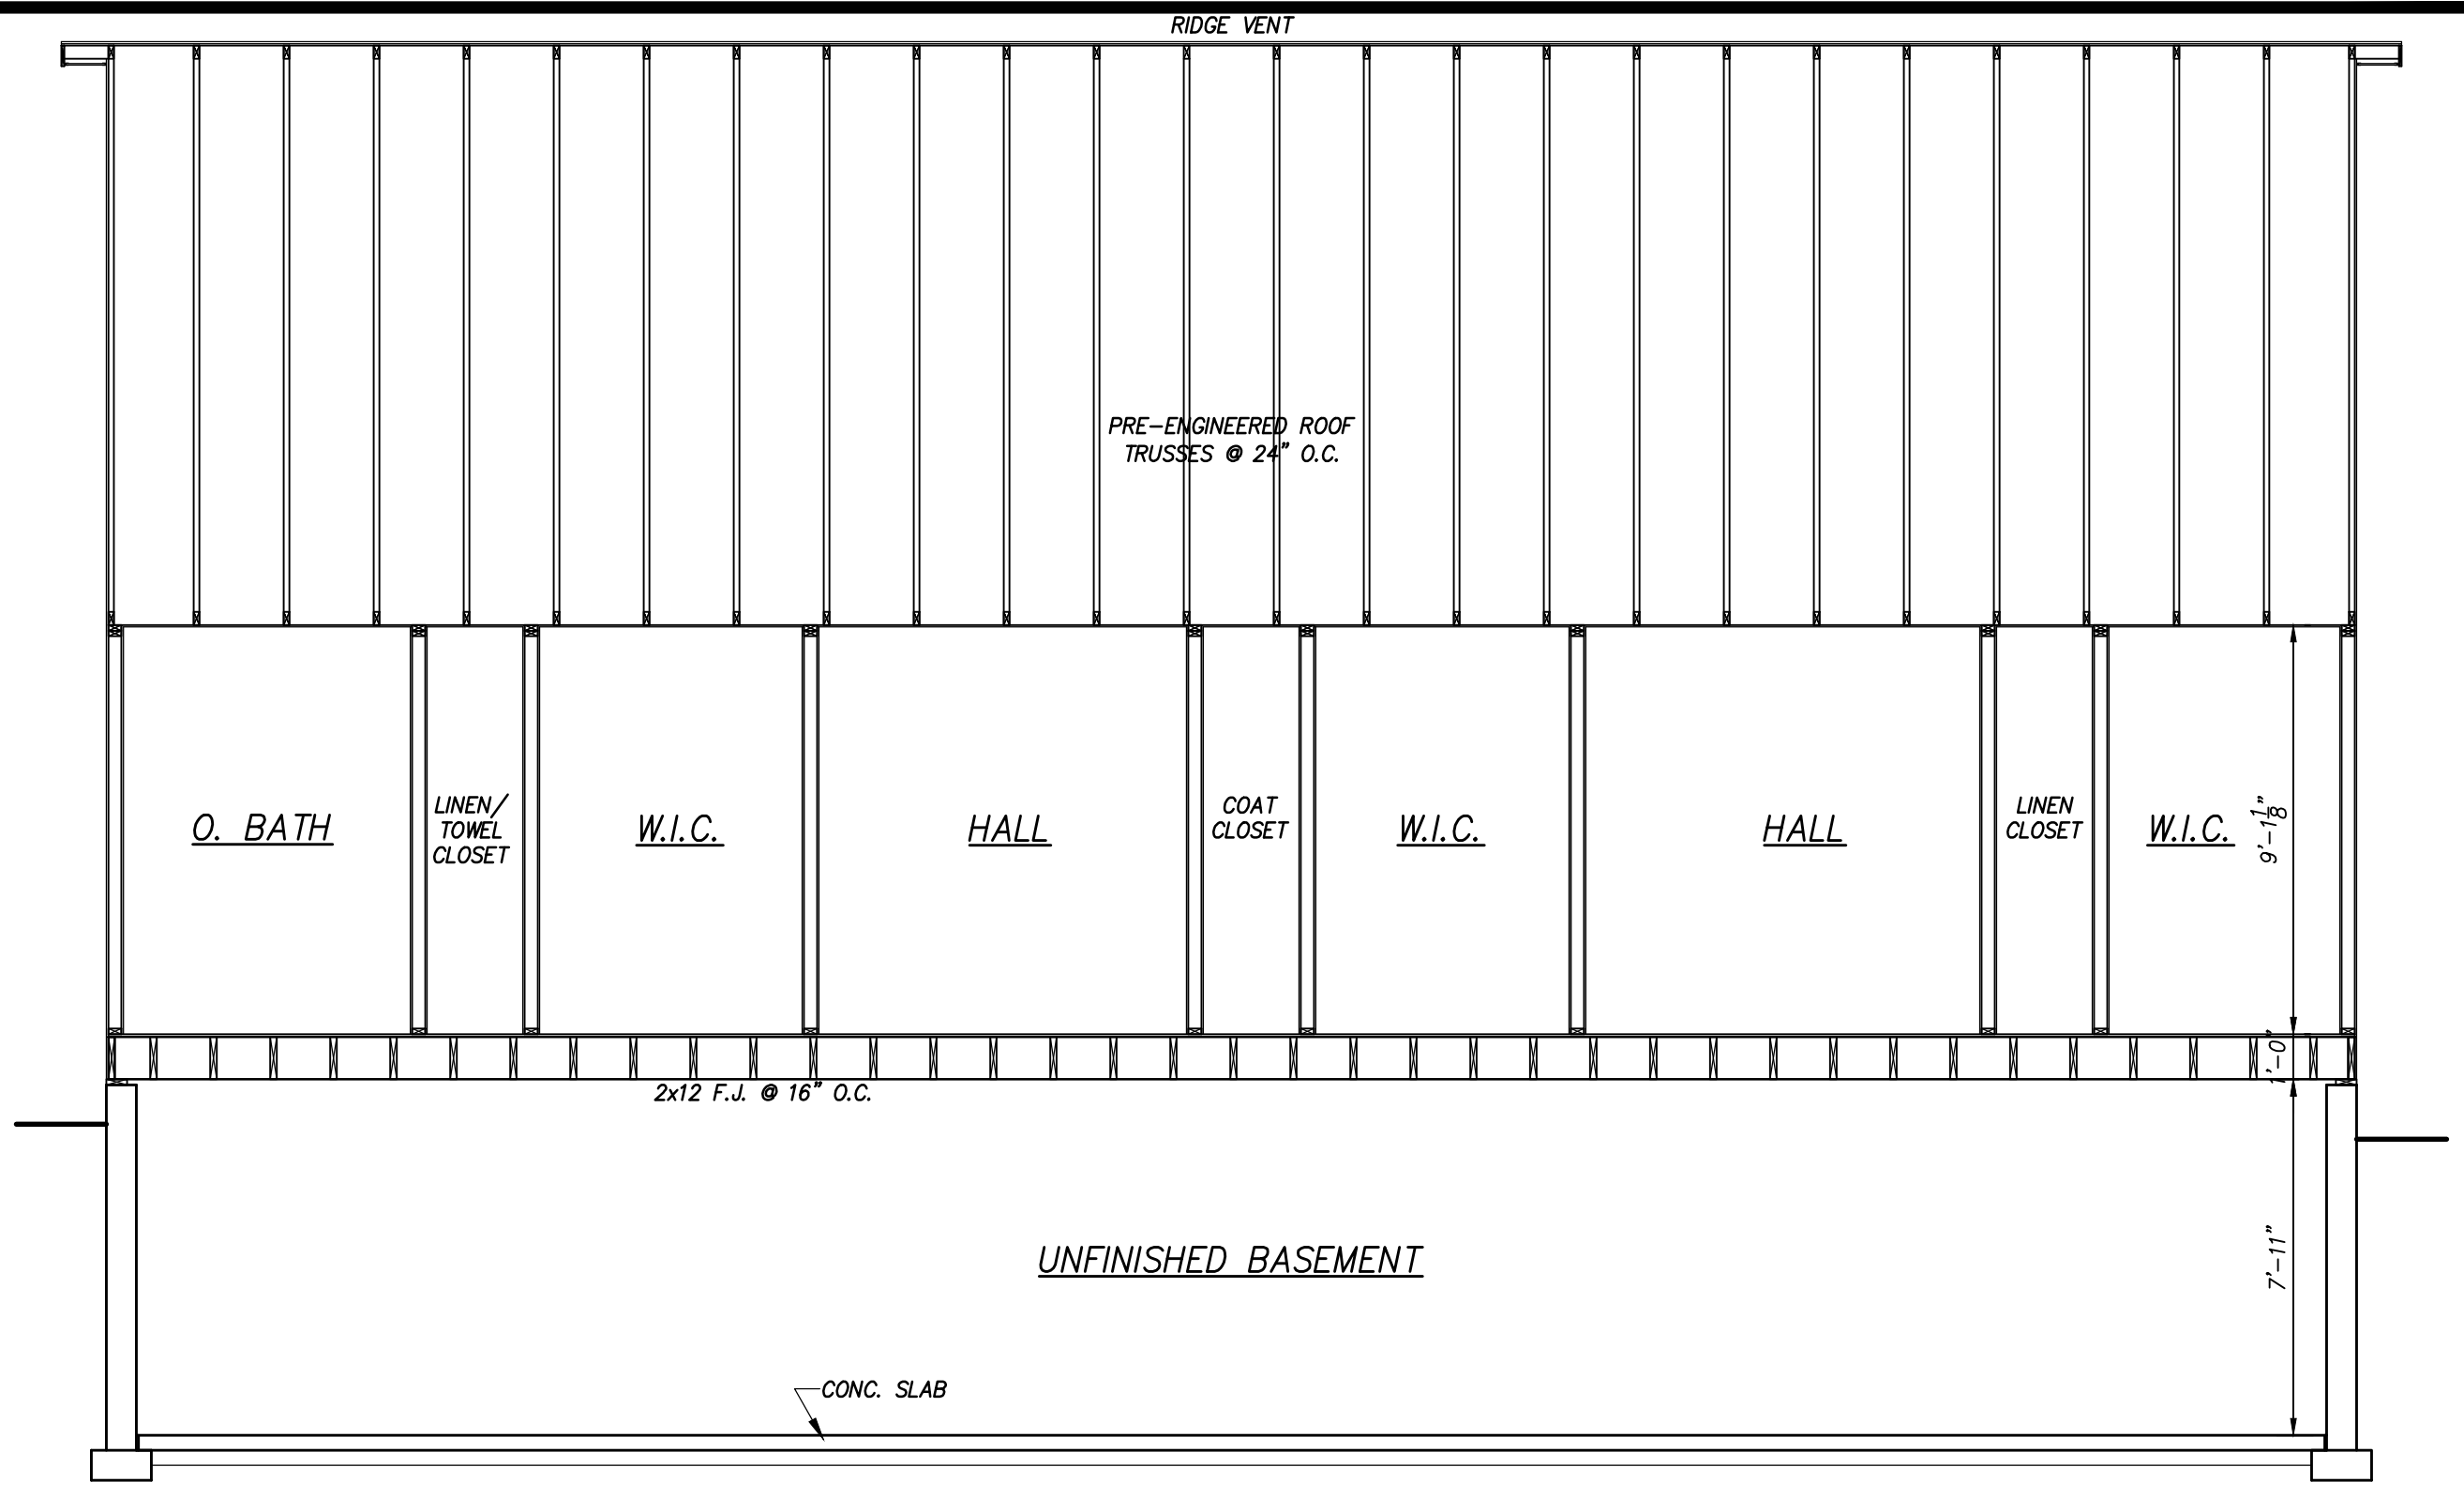 RIDGE VENT
PRE-ENGINEERED ROOF
TRUSSES @ 24" O.C.
O. BATH
LINEN/
TOWEL
CLOSET
W.I.C.
HALL
COAT
CLOSET
W.I.C.
HALL
LINEN
CLOSET
W.I.C.
9'-1 1/8"
1'-0"
2x12 F.J. @ 16" O.C.
UNFINISHED BASEMENT
7'-11"
CONC. SLAB